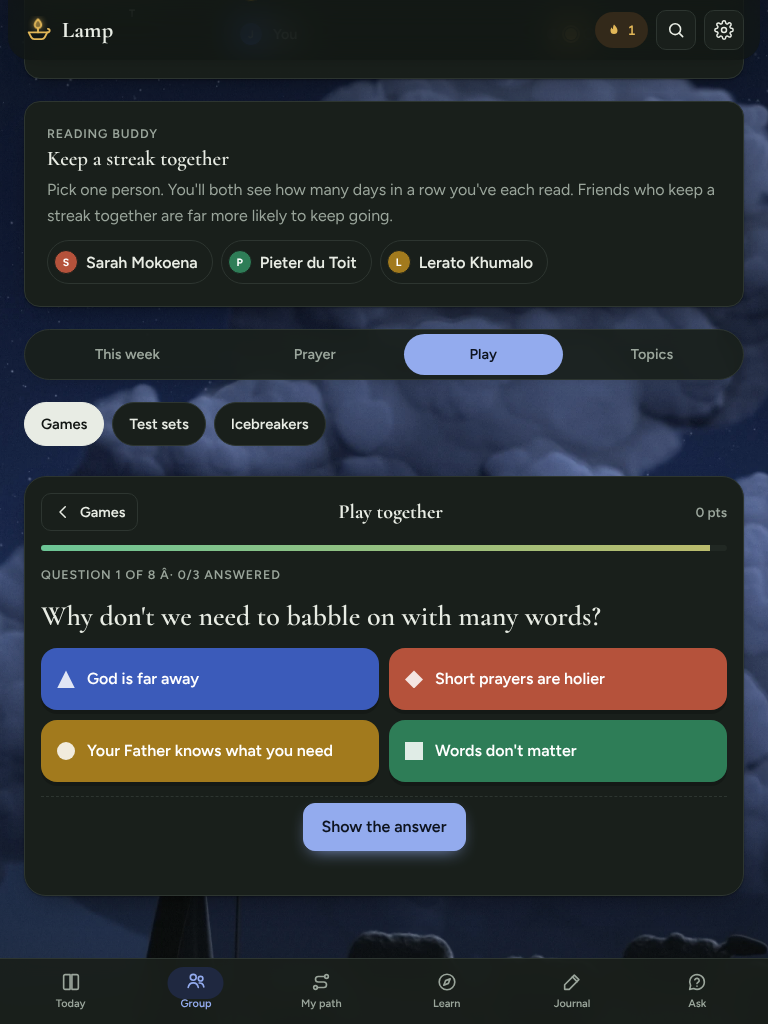 Lamp
You
1
READING BUDDY
Keep a streak together
Pick one person. You'll both see how many days in a row you've each read. Friends who keep a
streak together are far more likely to keep going.
S Sarah Mokoena
P Pieter du Toit
L Lerato Khumalo
This week
Prayer
Play
Topics
Games
Test sets
Icebreakers
Games
Play together
0 pts
QUESTION 1 OF 8 Â· 0/3 ANSWERED
Why don't we need to babble on with many words?
God is far away
Short prayers are holier
Your Father knows what you need
Words don't matter
Show the answer
Today
Group
My path
Learn
Journal
Ask